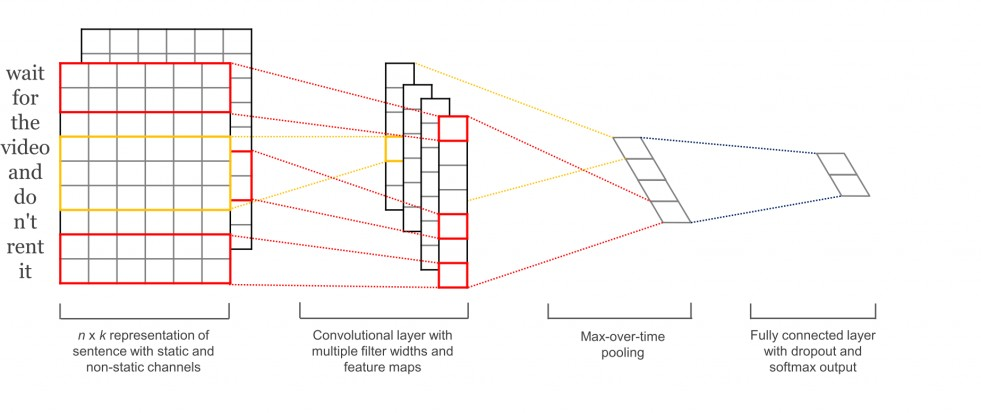 wait
for
the
video
and
do
n't
rent
it
n x k representation of
sentence with static and
non-static channels
Convolutional layer with
multiple filter widths and
feature maps
Max-over-time
pooling
Fully connected layer
with dropout and
softmax output